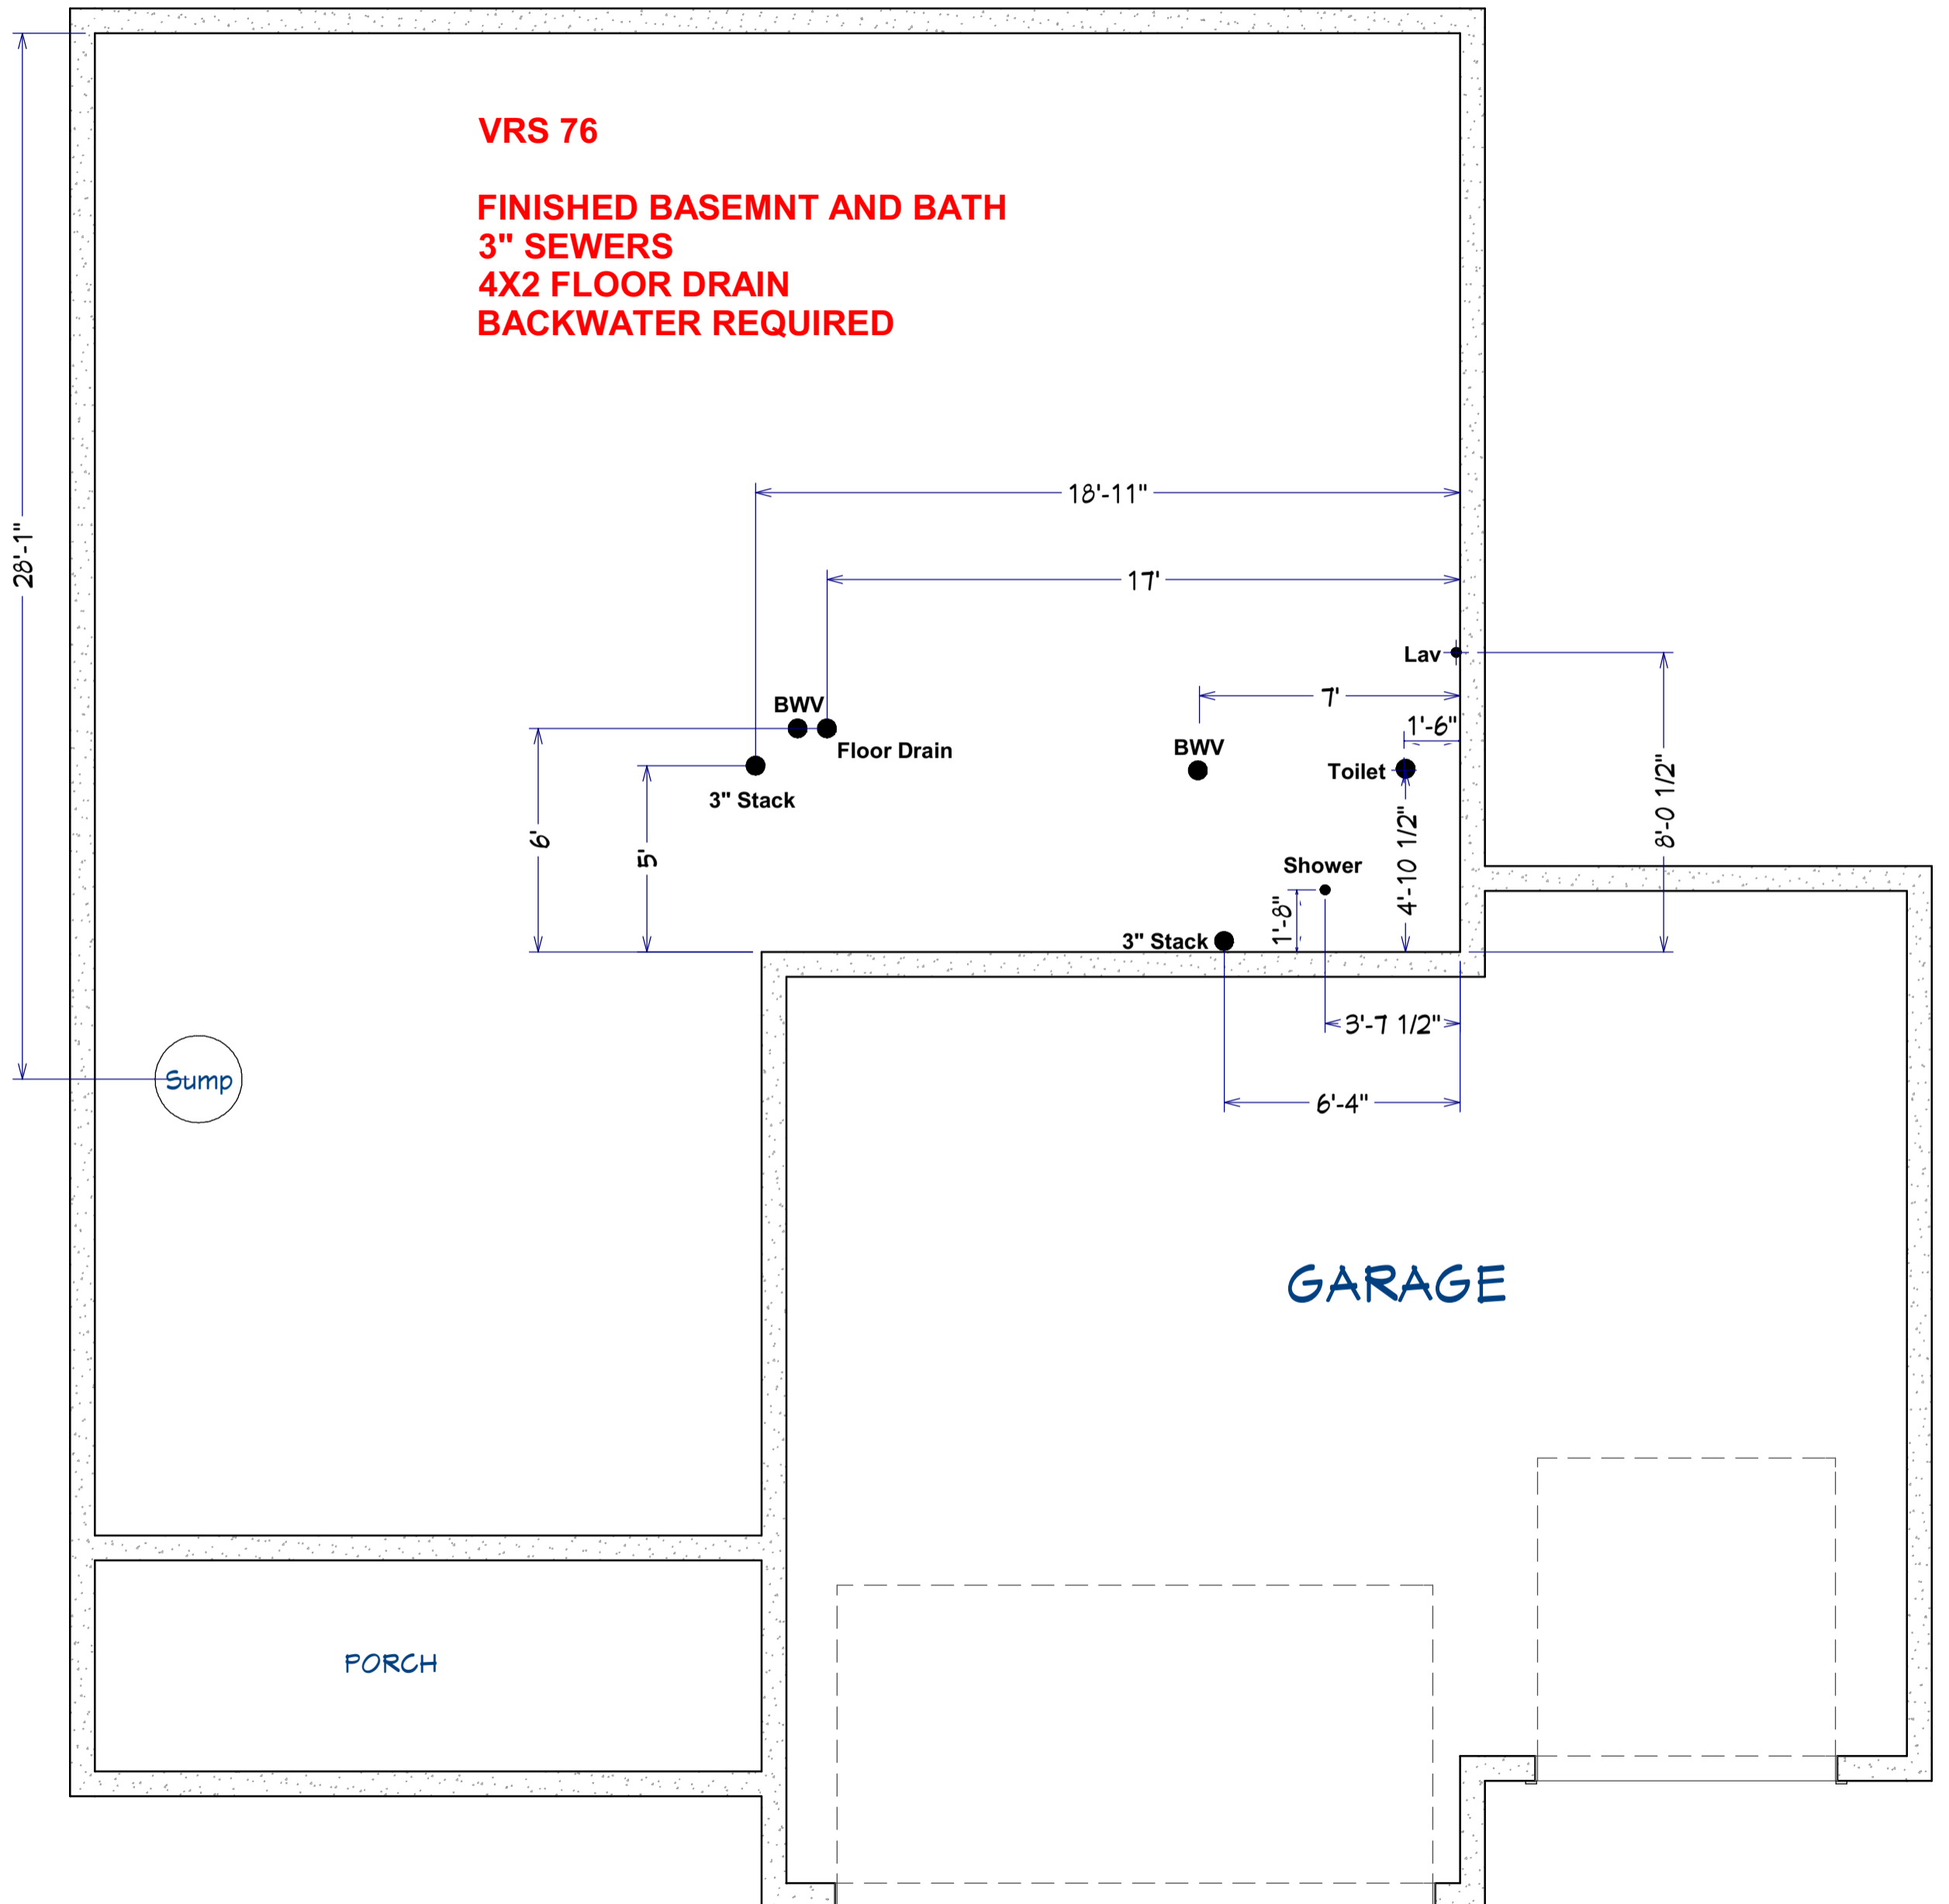 VRS 76
FINISHED BASEMNT AND BATH
3" SEWERS
4X2 FLOOR DRAIN
BACKWATER REQUIRED
28'-1"
18'-11"
17'
Lav
7'
1'-6"
BWV
Floor Drain
3" Stack
BWV
Toilet
6'
5'
8'-0 1/2"
4'-10 1/2"
Shower
1'-8"
3" Stack
3'-7 1/2"
6'-4"
Sump
GARAGE
PORCH